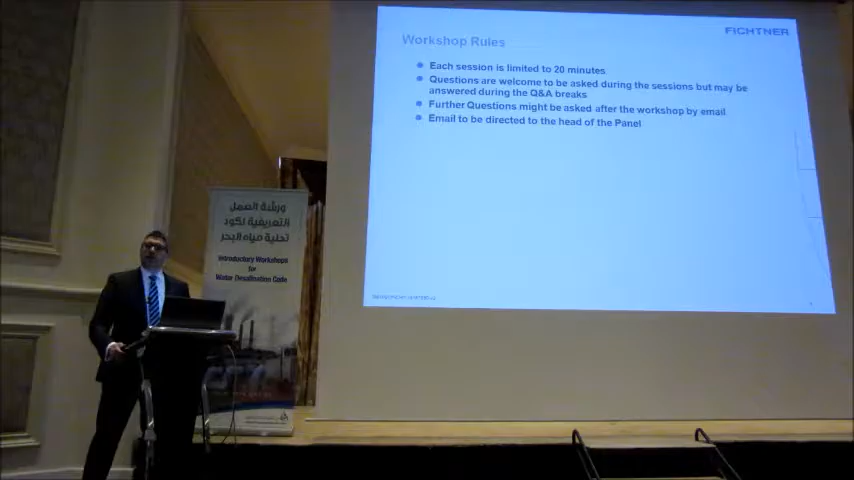 FICHTNER
Workshop Rules
Each session is limited to 20 minutes
Questions are welcome to be asked during the sessions but may be
answered during the Q&A breaks
Further Questions might be asked after the workshop by email
Email to be directed to the head of the Panel
ورشة العمل
التعريفية لكود
تحلية مياه البحر
Introductory Workshops
for
Water Desalination Code